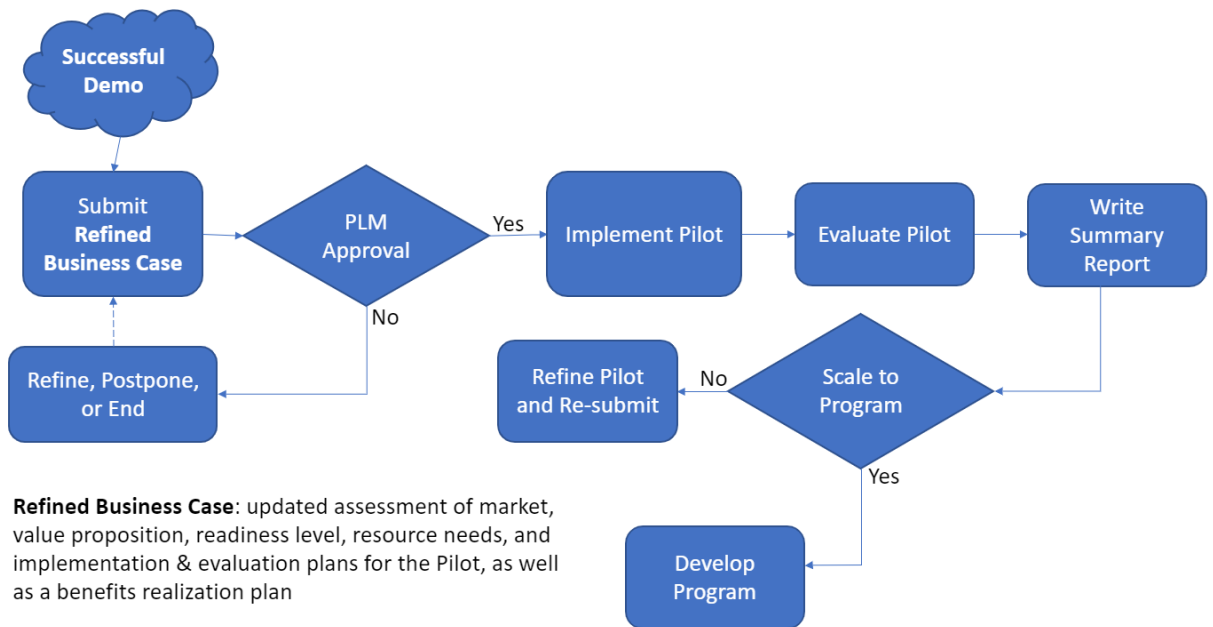 Successful
Demo
Submit
Refined
Business Case
PLM
Approval
Yes
Implement Pilot
Evaluate Pilot
Write
Summary
Report
No
Refine, Postpone,
or End
Refine Pilot
and Re-submit
No
Scale to
Program
Yes
Develop
Program
Refined Business Case: updated assessment of market,
value proposition, readiness level, resource needs, and
implementation & evaluation plans for the Pilot, as well
as a benefits realization plan